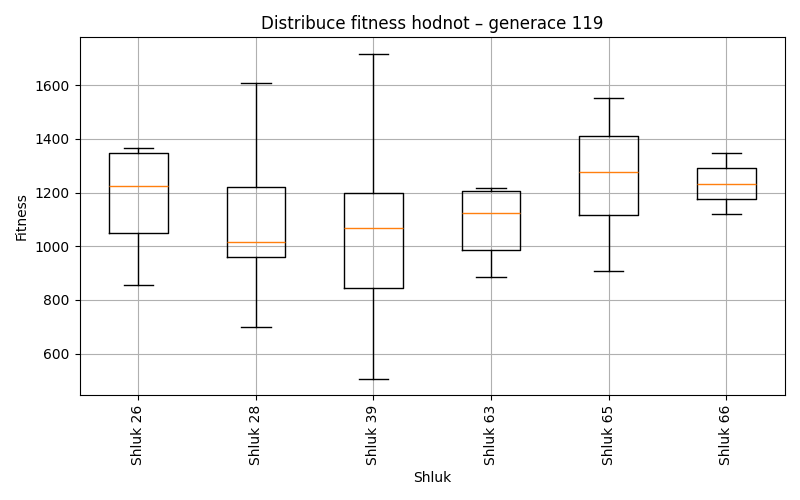 Distribuce fitness hodnot – generace 119
Fitness
1600
1400
1200
1000
800
600
Shluk 26
Shluk 28
Shluk 39
Shluk 63
Shluk 65
Shluk 66
Shluk